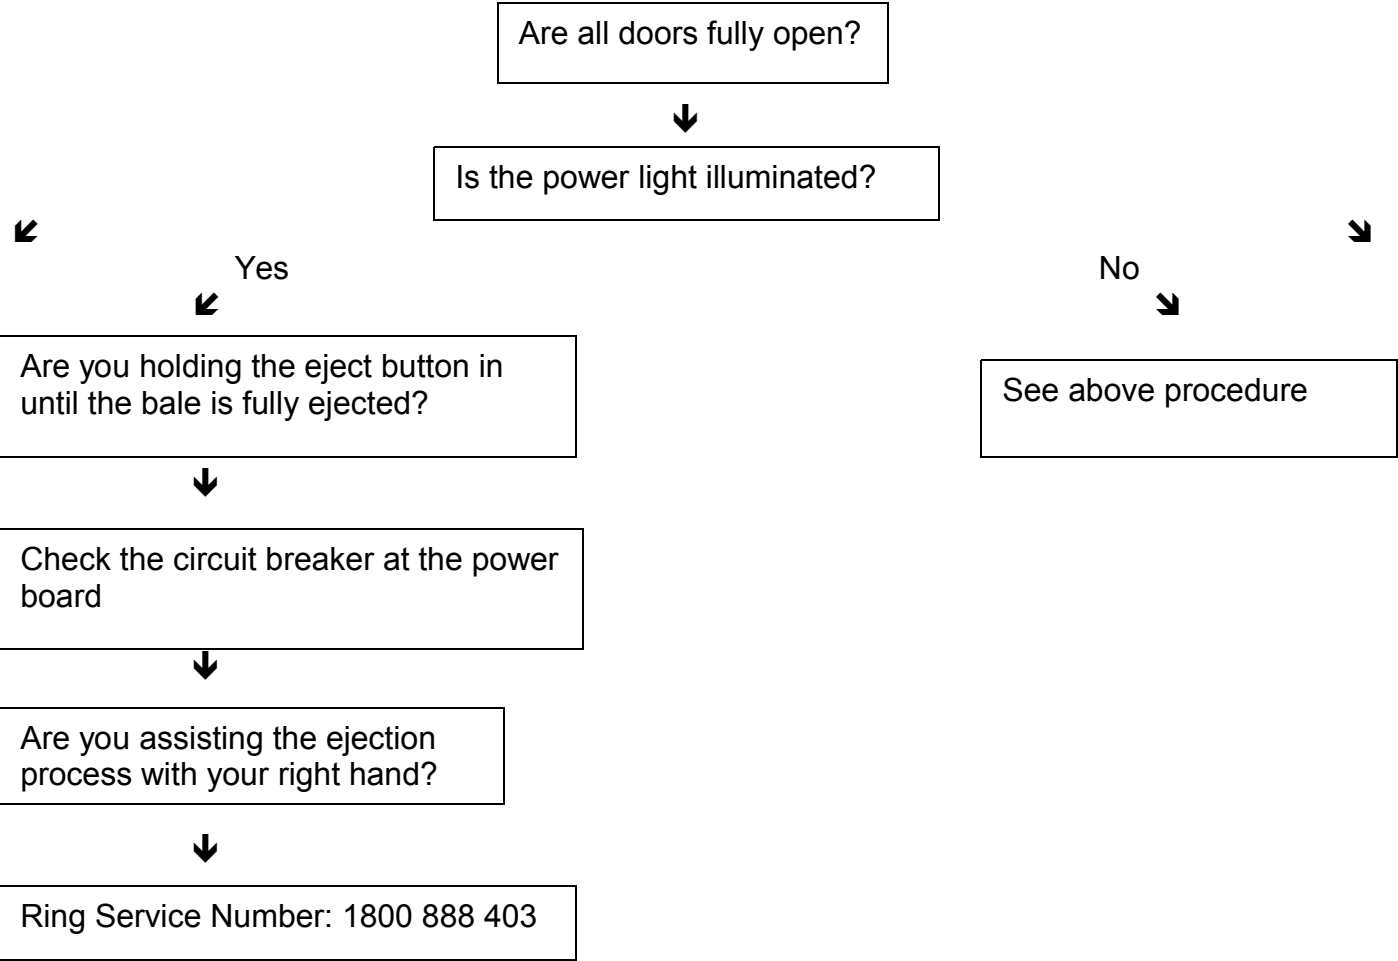 Are all doors fully open?
Is the power light illuminated?
Yes
No
Are you holding the eject button in
until the bale is fully ejected?
See above procedure
Check the circuit breaker at the power
board
Are you assisting the ejection
process with your right hand?
Ring Service Number: 1800 888 403